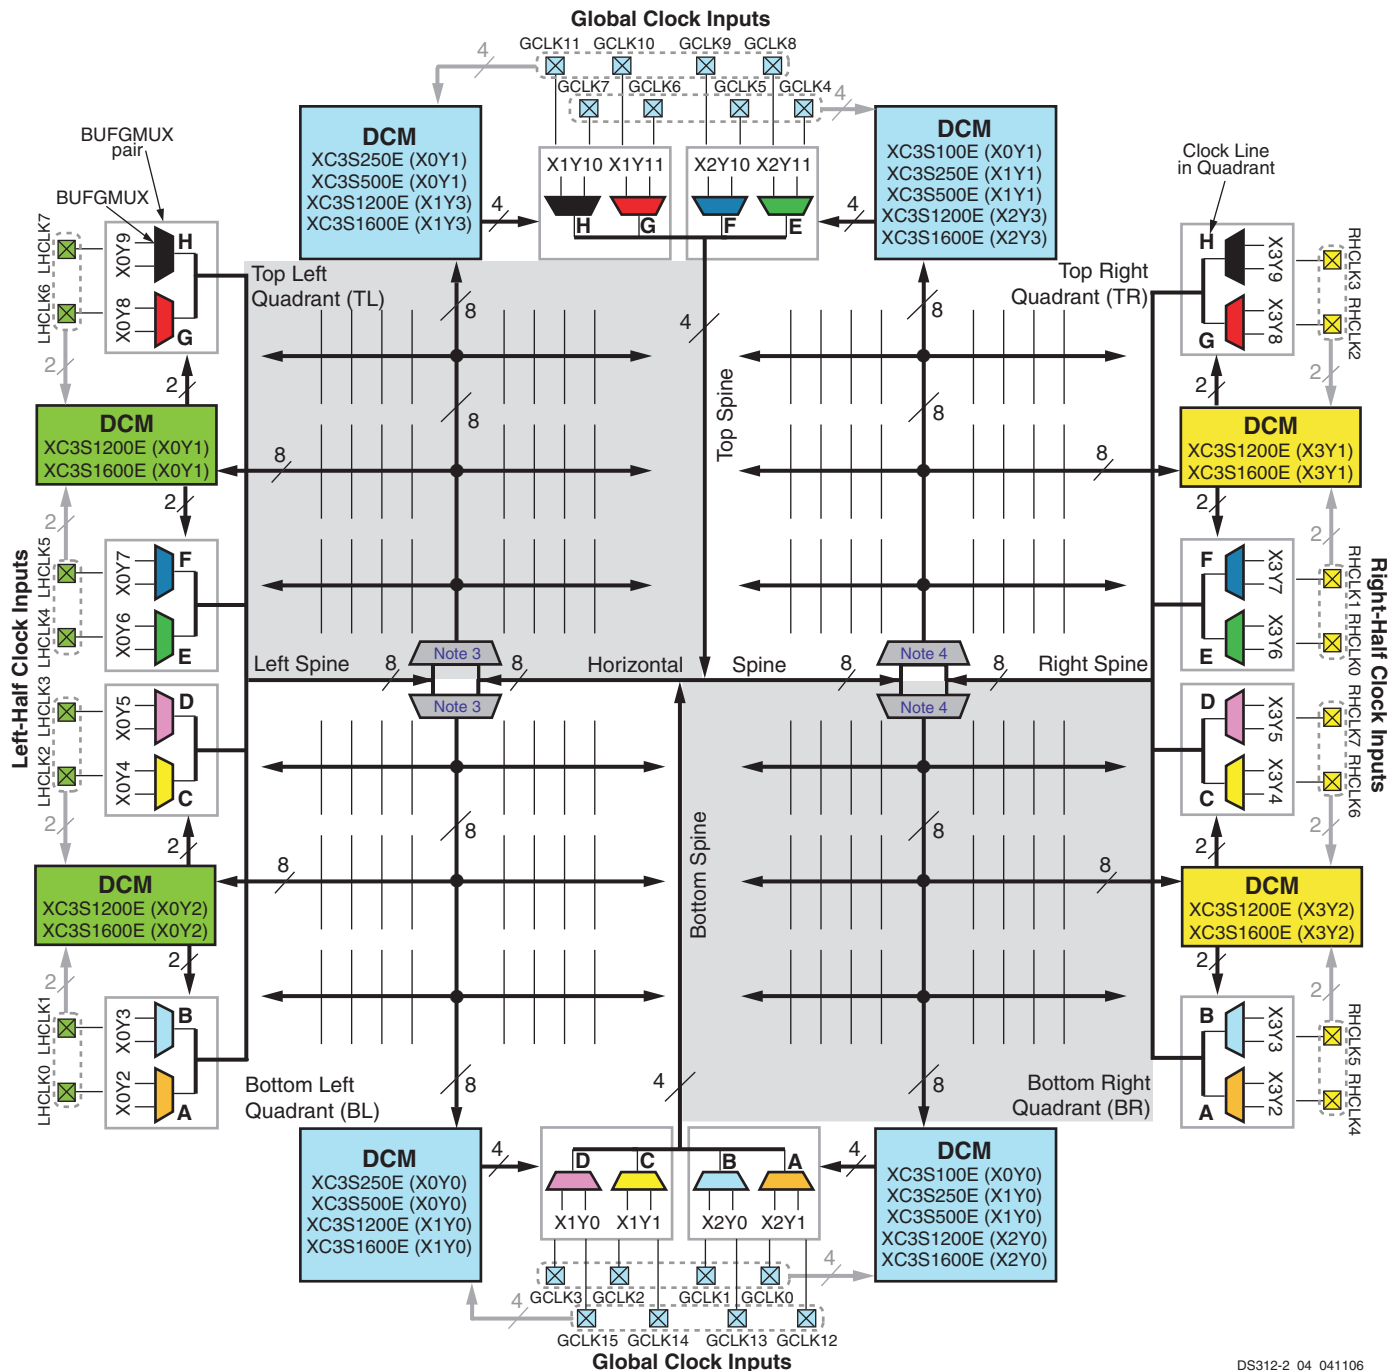 Global Clock Inputs
GCLK11 GCLK10 GCLK9 GCLK8
4
GCLK7 GCLK6 GCLK5 GCLK4
4
DCM
XC3S250E (X0Y1)
XC3S500E (X0Y1)
XC3S1200E (X1Y3)
XC3S1600E (X1Y3)
4
X1Y10 X1Y11 X2Y10 X2Y11
H G F E
4
DCM
XC3S100E (X0Y1)
XC3S250E (X1Y1)
XC3S500E (X1Y1)
XC3S1200E (X2Y3)
XC3S1600E (X2Y3)
BUFGMUX
pair
BUFGMUX
Clock Line
in Quadrant
LHCLK7
LHCLK6
X0Y9
X0Y8
H
G
2
2
DCM
XC3S1200E (X0Y1)
XC3S1600E (X0Y1)
2
2
LHCLK5
LHCLK4
X0Y7
X0Y6
F
E
Left-Half Clock Inputs
LHCLK3
LHCLK2
X0Y5
X0Y4
D
C
2
2
DCM
XC3S1200E (X0Y2)
XC3S1600E (X0Y2)
2
2
LHCLK1
LHCLK0
X0Y3
X0Y2
B
A
Top Left
Quadrant (TL)
8
8
8
4
Top Spine
Top Right
Quadrant (TR)
8
8
8
Left Spine
8
Note 3
Note 3
8
Horizontal
Spine
8
Note 4
Note 4
8
Right Spine
8
8
8
Bottom Left
Quadrant (BL)
Bottom Spine
4
8
8
8
Bottom Right
Quadrant (BR)
H
G
X3Y9
X3Y8
RHCLK3
RHCLK2
2
2
DCM
XC3S1200E (X3Y1)
XC3S1600E (X3Y1)
2
2
F
E
X3Y7
X3Y6
RHCLK1
RHCLK0
Right-Half Clock Inputs
D
C
X3Y5
X3Y4
RHCLK7
RHCLK6
2
2
DCM
XC3S1200E (X3Y2)
XC3S1600E (X3Y2)
2
2
B
A
X3Y3
X3Y2
RHCLK5
RHCLK4
DCM
XC3S250E (X0Y0)
XC3S500E (X0Y0)
XC3S1200E (X1Y0)
XC3S1600E (X1Y0)
4
D C B A
X1Y0 X1Y1 X2Y0 X2Y1
4
DCM
XC3S100E (X0Y0)
XC3S250E (X1Y0)
XC3S500E (X1Y0)
XC3S1200E (X2Y0)
XC3S1600E (X2Y0)
4
GCLK3 GCLK2 GCLK1 GCLK0
4
GCLK15 GCLK14 GCLK13 GCLK12
Global Clock Inputs
DS312-2_04_041106